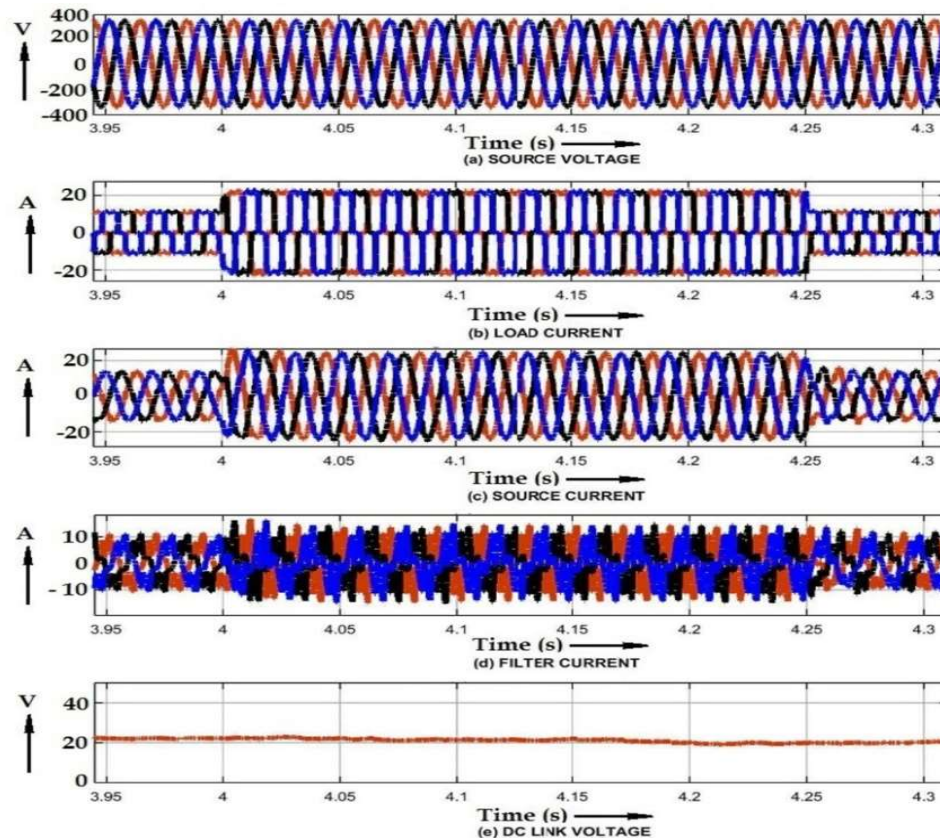 400
V
200
0
-200
-400
3.95 4 4.05 4.1 4.15 4.2 4.25 4.3
Time (s)
(a) SOURCE VOLTAGE
20
A
0
-20
3.95 4 4.05 4.1 4.15 4.2 4.25 4.3
Time (s)
(b) LOAD CURRENT
20
A
0
-20
3.95 4 4.05 4.1 4.15 4.2 4.25 4.3
Time (s)
(c) SOURCE CURRENT
A
10
0
-10
3.95 4 4.05 4.1 4.15 4.2 4.25 4.3
Time (s)
(d) FILTER CURRENT
V
40
20
0
3.95 4 4.05 4.1 4.15 4.2 4.25 4.3
Time (s)
(e) DC LINK VOLTAGE